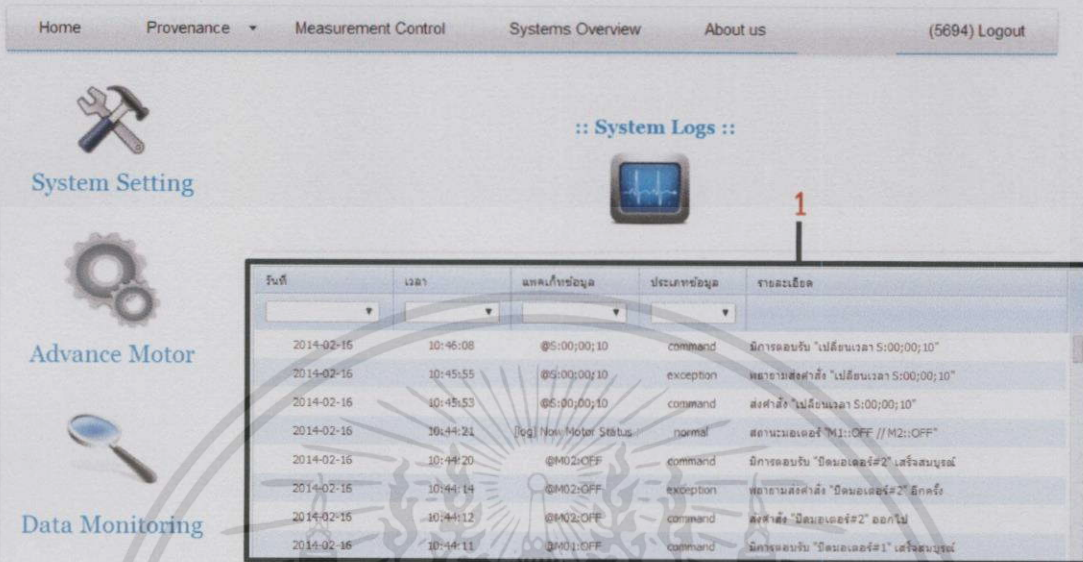 Home Provenance Measurement Control Systems Overview About us (5694) Logout
:: System Logs ::
System Setting
1
Advance Motor
Data Monitoring
วันที่ เวลา แพคเก็ทข้อมูล ประเภทข้อมูล รายละเอียด
2014-02-16 10:46:08 @S:00;00;10 command มีการตอบรับ "เปลี่ยนเวลา S:00;00;10"
2014-02-16 10:45:55 @S:00;00;10 exception พยายามส่งคำสั่ง "เปลี่ยนเวลา S:00;00;10"
2014-02-16 10:45:53 @S:00;00;10 command ส่งคำสั่ง "เปลี่ยนเวลา S:00;00;10"
2014-02-16 10:44:21 [log] Now Motor Status normal สถานะมอเตอร์ "M1::OFF // M2::OFF"
2014-02-16 10:44:20 @M02:OFF command มีการตอบรับ "ปิดมอเตอร์#2" เสร็จสมบูรณ์
2014-02-16 10:44:14 @M02:OFF exception พยายามส่งคำสั่ง "ปิดมอเตอร์#2" อีกครั้ง
2014-02-16 10:44:12 @M02:OFF command ส่งคำสั่ง "ปิดมอเตอร์#2" ออกไป
2014-02-16 10:44:11 @M01:OFF command มีการตอบรับ "ปิดมอเตอร์#1" เสร็จสมบูรณ์